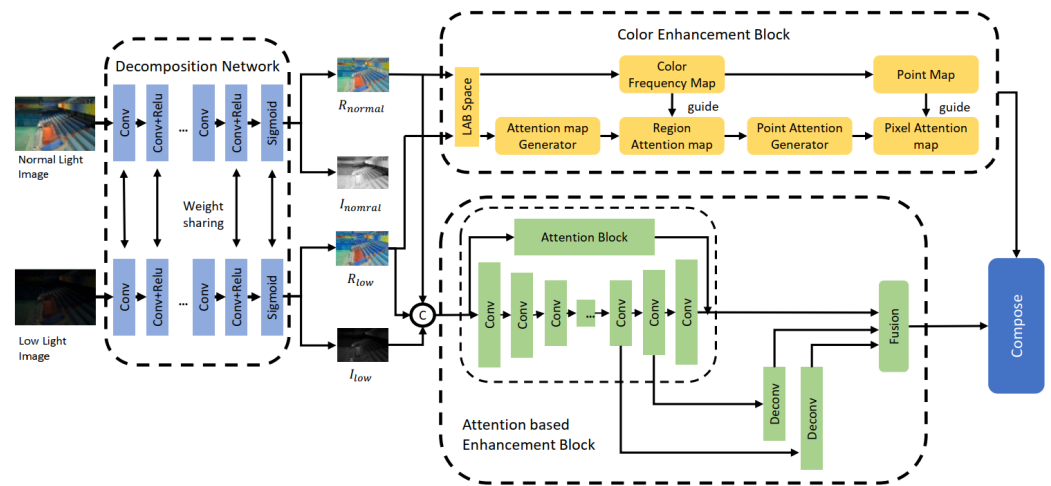 Decomposition Network
Conv
Conv+Relu
...
Conv
Conv+Relu
Sigmoid
Normal Light
Image
Weight
sharing
Conv
Conv+Relu
...
Conv
Conv+Relu
Sigmoid
Low Light
Image
R_normal
I_nomral
R_low
I_low
C
Color Enhancement Block
LAB Space
Color
Frequency Map
Point Map
guide
guide
Attention map
Generator
Region
Attention map
Point Attention
Generator
Pixel Attention
map
Attention Block
Conv
Conv
Conv
...
Conv
Conv
Conv
Deconv
Deconv
Fusion
Attention based
Enhancement Block
Compose